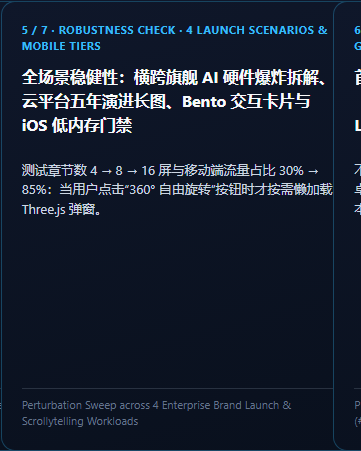 5 / 7 · ROBUSTNESS CHECK · 4 LAUNCH SCENARIOS &
MOBILE TIERS
全场景稳健性：横跨旗舰 AI 硬件爆炸拆解、
云平台五年演进长图、Bento 交互卡片与
iOS 低内存门禁
测试章节数 4 → 8 → 16 屏与移动端流量占比 30% →
85%：当用户点击“360° 自由旋转”按钮时才按需懒加载
Three.js 弹窗。
Perturbation Sweep across 4 Enterprise Brand Launch &
Scrollytelling Workloads